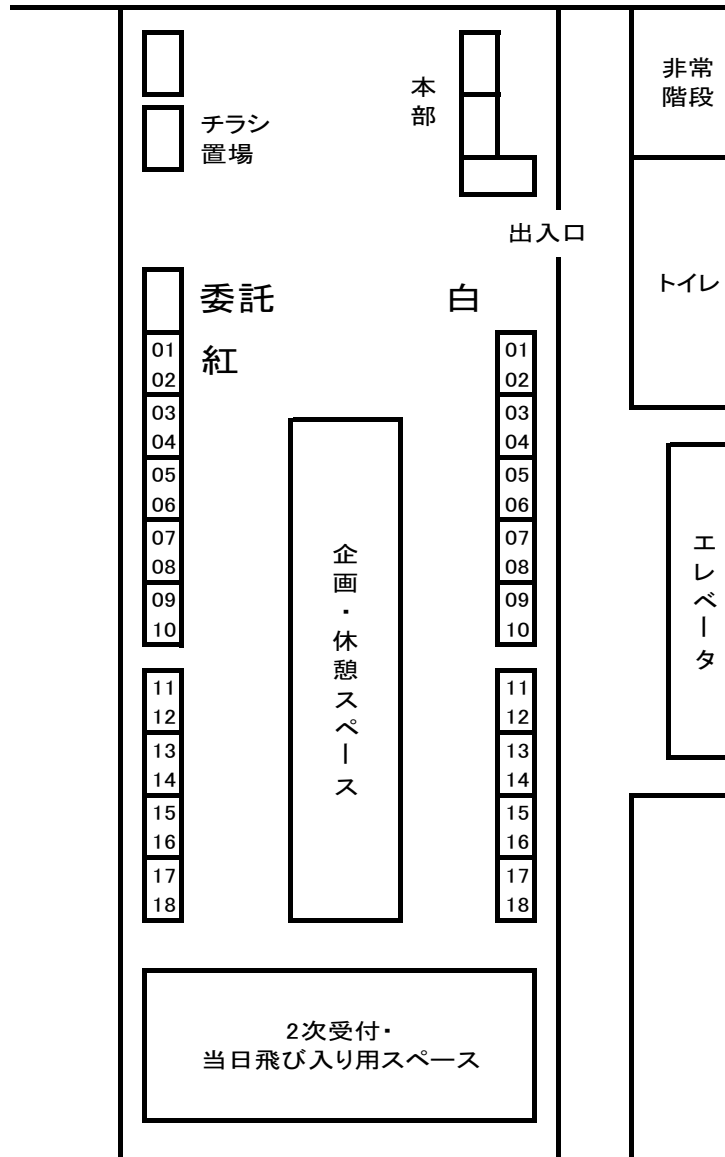 非常
階段
本部
チラシ
置場
出入口
トイレ
委託
白
紅
01
02
03
04
05
06
07
08
09
10
11
12
13
14
15
16
17
18
企画・休憩スペース
01
02
03
04
05
06
07
08
09
10
11
12
13
14
15
16
17
18
エレベータ
2次受付・
当日飛び入り用スペース